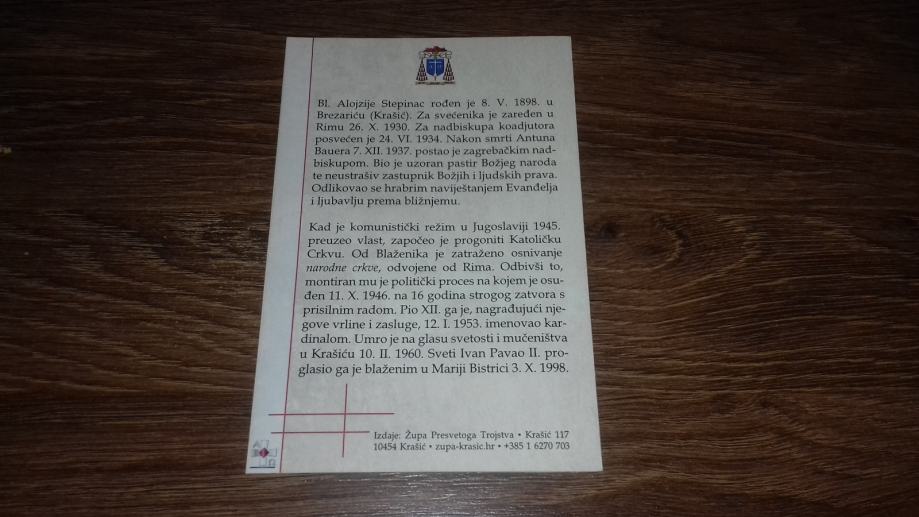 Bl. Alojzije Stepinac rođen je 8. V. 1898. u
Brezariću (Krašić). Za svećenika je zaređen u
Rimu 26. X. 1930. Za nadbiskupa koadjutora
posvećen je 24. VI. 1934. Nakon smrti Antuna
Bauera 7. XII. 1937. postao je zagrebačkim nad-
biskupom. Bio je uzoran pastir Božjeg naroda
te neustrašiv zastupnik Božjih i ljudskih prava.
Odlikovao se hrabrim naviještanjem Evanđelja
i ljubavlju prema bližnjemu.
Kad je komunistički režim u Jugoslaviji 1945.
preuzeo vlast, započeo je progoniti Katoličku
Crkvu. Od Blaženika je zatraženo osnivanje
narodne crkve, odvojene od Rima. Odbivši to,
montiran mu je politički proces na kojem je osu-
đen 11. X. 1946. na 16 godina strogog zatvora s
prisilnim radom. Pio XII. ga je, nagrađujući nje-
gove vrline i zasluge, 12. I. 1953. imenovao kar-
dinalom. Umro je na glasu svetosti i mučeništva
u Krašiću 10. II. 1960. Sveti Ivan Pavao II. pro-
glasio ga je blaženim u Mariji Bistrici 3. X. 1998.
Izdaje: Župa Presvetoga Trojstva • Krašić 117
10454 Krašić • zupa-krasic.hr • +385 1 6270 703